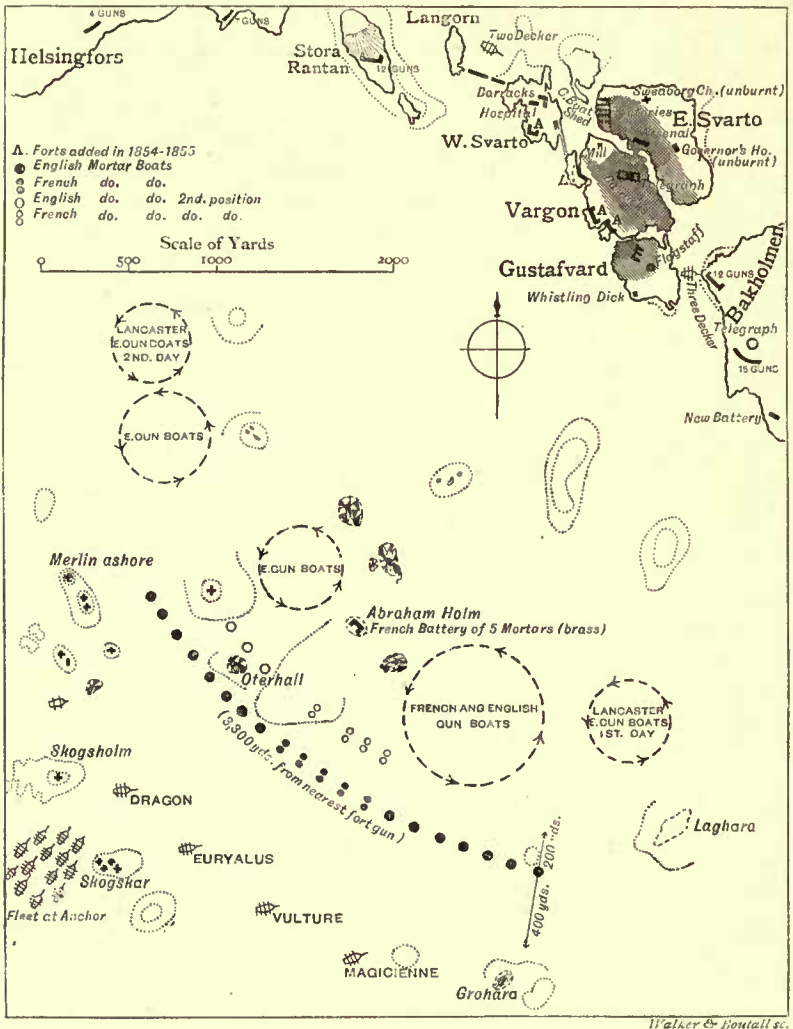 4 GUNS
GUNS
Langorn
Helsingfors
Stora
Rantan
12 GUNS
Two Decker
Barracks
Hospital
G. Boat
Shed
Sweaborg Ch. (unburnt)
E. Svarto
Arsenal
W. Svarto
A
Governor's Ho.
(unburnt)
Mill
Telegraph
Λ. Forts added in 1854-1855
English Mortar Boats
French do. do.
English do. do. 2nd. position
French do. do. do. do.
Vargon
A
A
Scale of Yards
0 500 1000 2000
Gustafvard
Flagstaff
Whistling Dick
Three Decker
12 GUNS
Bakholmen
Telegraph
15 GUNS
New Battery
LANCASTER
E.GUN BOATS
2ND. DAY
E.GUN BOATS
Merlin ashore
E.GUN BOATS
Abraham Holm
French Battery of 5 Mortars (brass)
Oterhall
FRENCH AND ENGLISH
GUN BOATS
LANCASTER
E.GUN BOATS
1ST. DAY
(3,300 yds. from nearest fort gun)
Skogsholm
DRAGON
Laghara
200 yds.
400 yds.
EURYALUS
Skogskar
Fleet at Anchor
VULTURE
MAGICIENNE
Grohara
Walker & Boutall sc.